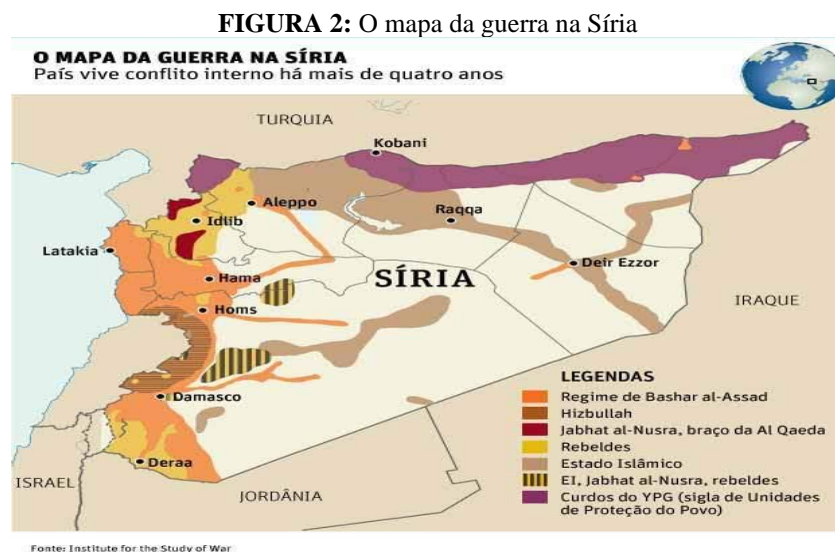 FIGURA 2: O mapa da guerra na Síria
O MAPA DA GUERRA NA SÍRIA
País vive conflito interno há mais de quatro anos
TURQUIA
Kobani
Aleppo
Idlib
Raqqa
Latakia
Deir Ezzor
Hama
SÍRIA
IRAQUE
Homs
Damasco
Deraa
ISRAEL
JORDÂNIA
LEGENDAS
Regime de Bashar al-Assad
Hizbullah
Jabhat al-Nusra, braço da Al Qaeda
Rebeldes
Estado Islâmico
EI, Jabhat al-Nusra, rebeldes
Curdos do YPG (sigla de Unidades
de Proteção do Povo)
Fonte: Institute for the Study of War